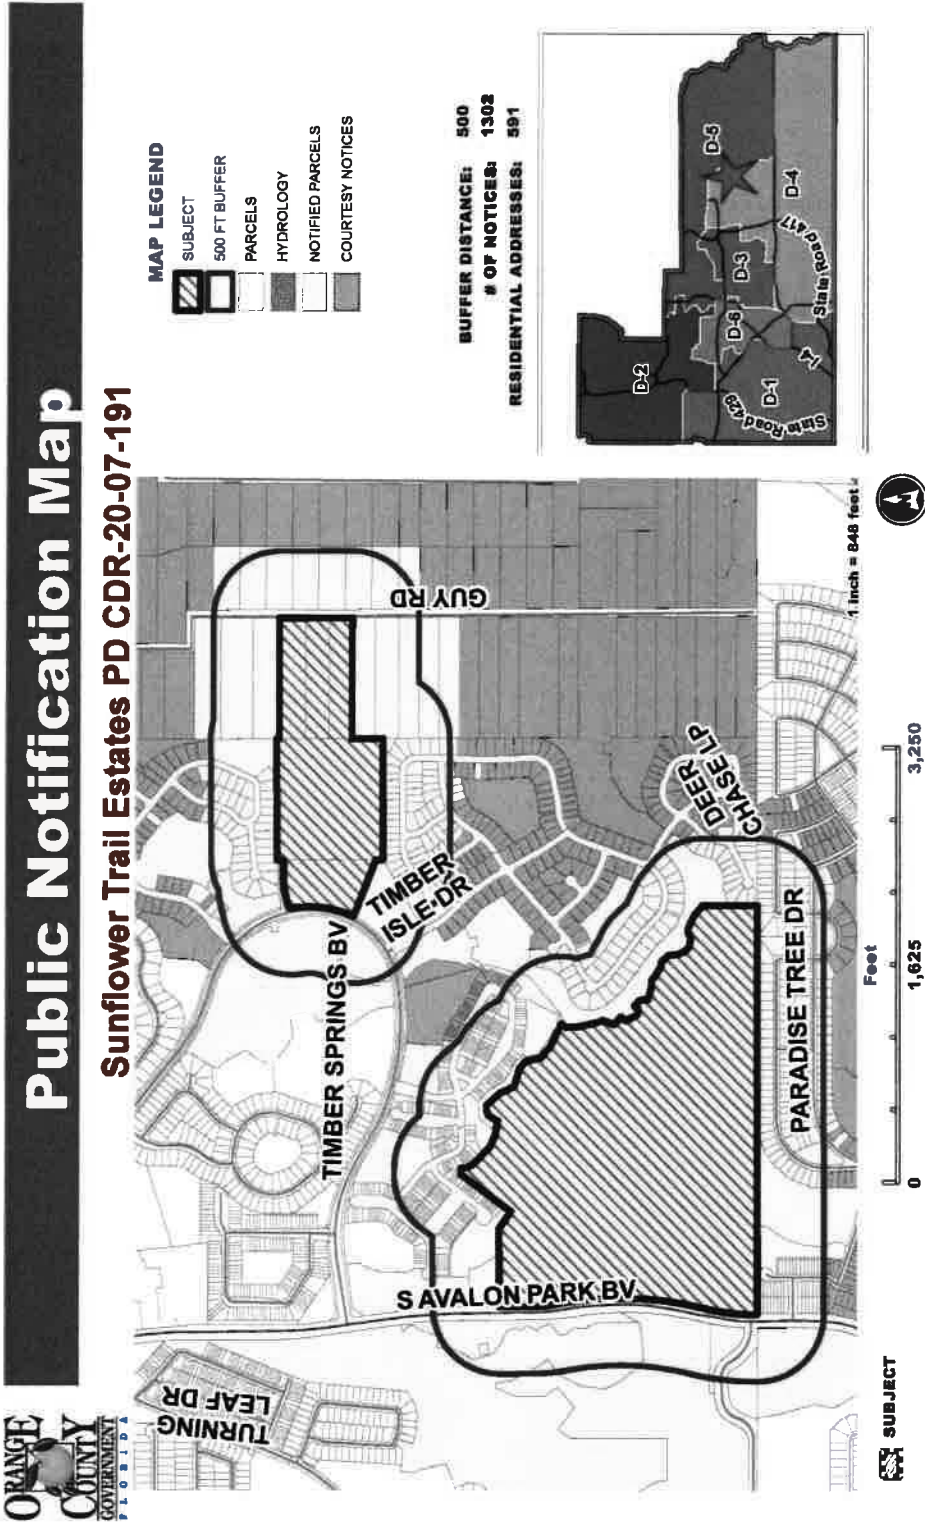 ORANGE
COUNTY
GOVERNMENT
FLORIDA
Public Notification Map
Sunflower Trail Estates PD CDR-20-07-191
TURNING
LEAF DR
TIMBER SPRINGS BV
TIMBER
ISLE DR
GUY RD
S AVALON PARK BV
DEER
CHASE LP
PARADISE TREE DR
MAP LEGEND
SUBJECT
500 FT BUFFER
PARCELS
HYDROLOGY
NOTIFIED PARCELS
COURTESY NOTICES
BUFFER DISTANCE: 500
# OF NOTICES: 1302
RESIDENTIAL ADDRESSES: 591
D-2
D-5
D-3
D-6
D-4
D-1
State Road 429
I-4
State Road 417
SUBJECT
Feet
0 1,625 3,250
1 inch = 848 feet